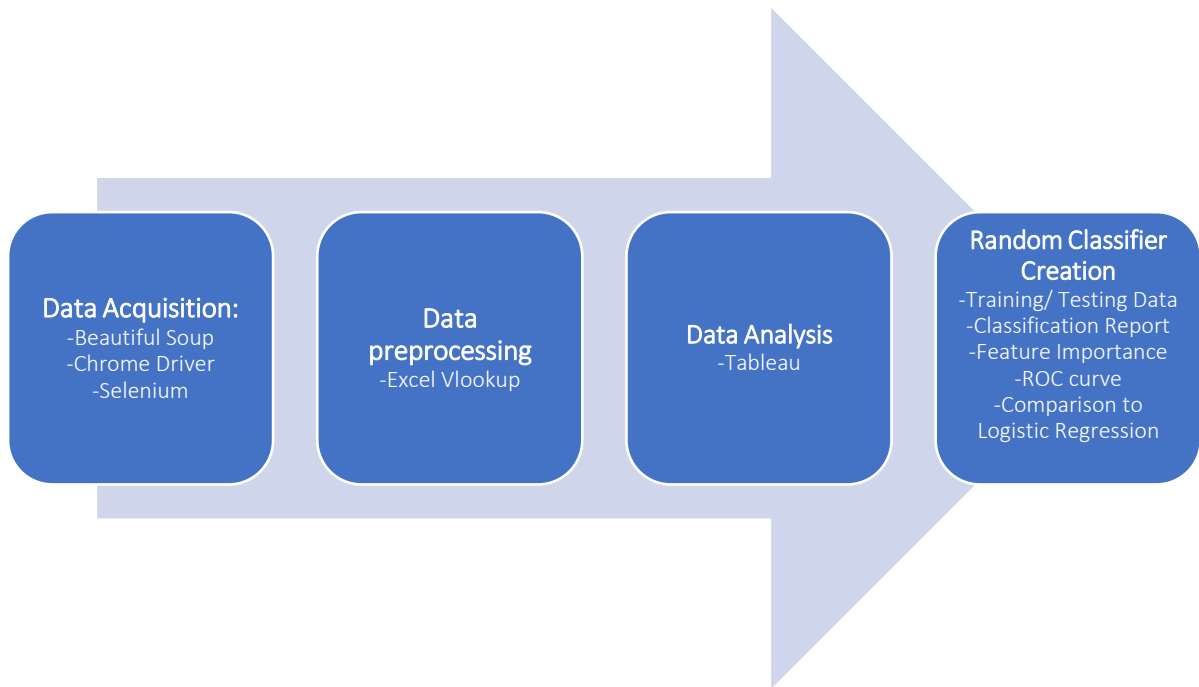 Data Acquisition:
-Beautiful Soup
-Chrome Driver
-Selenium
Data
preprocessing
-Excel Vlookup
Data Analysis
-Tableau
Random Classifier
Creation
-Training/ Testing Data
-Classification Report
-Feature Importance
-ROC curve
-Comparison to
Logistic Regression